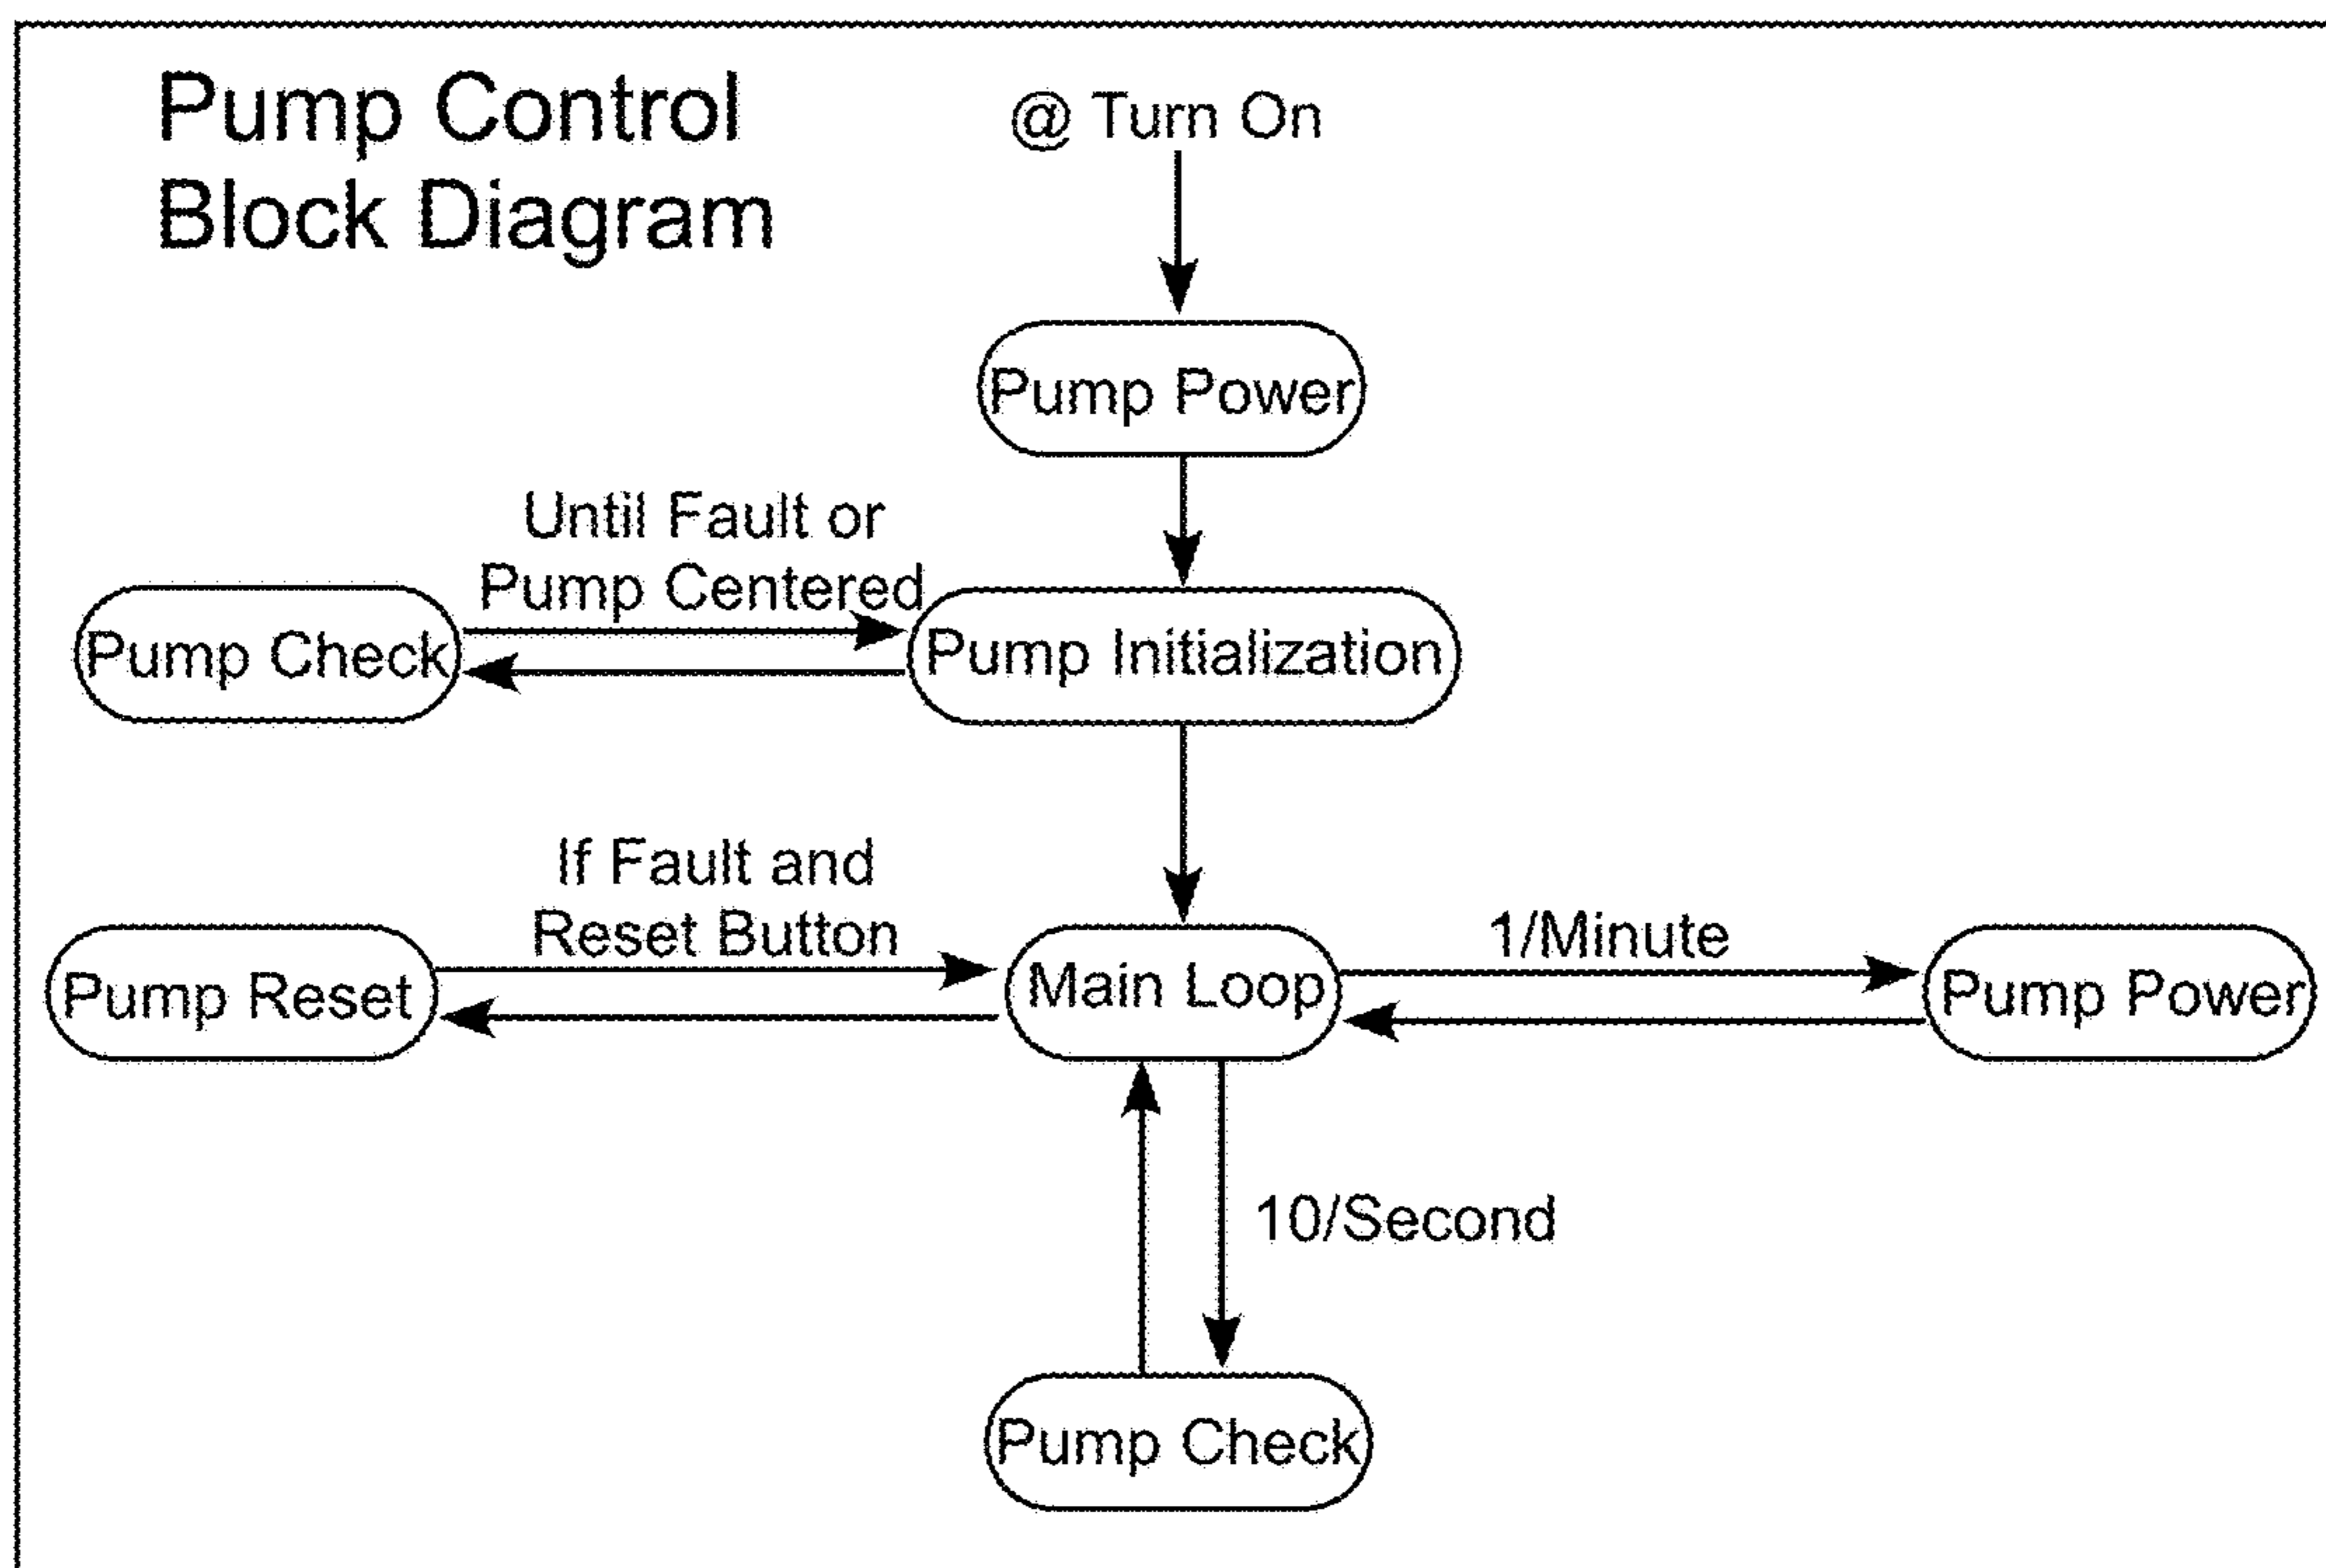 Pump Control
Block Diagram
@ Turn On
Pump Power
Until Fault or
Pump Centered
Pump Check
Pump Initialization
If Fault and
Reset Button
Pump Reset
Main Loop
1/Minute
Pump Power
10/Second
Pump Check